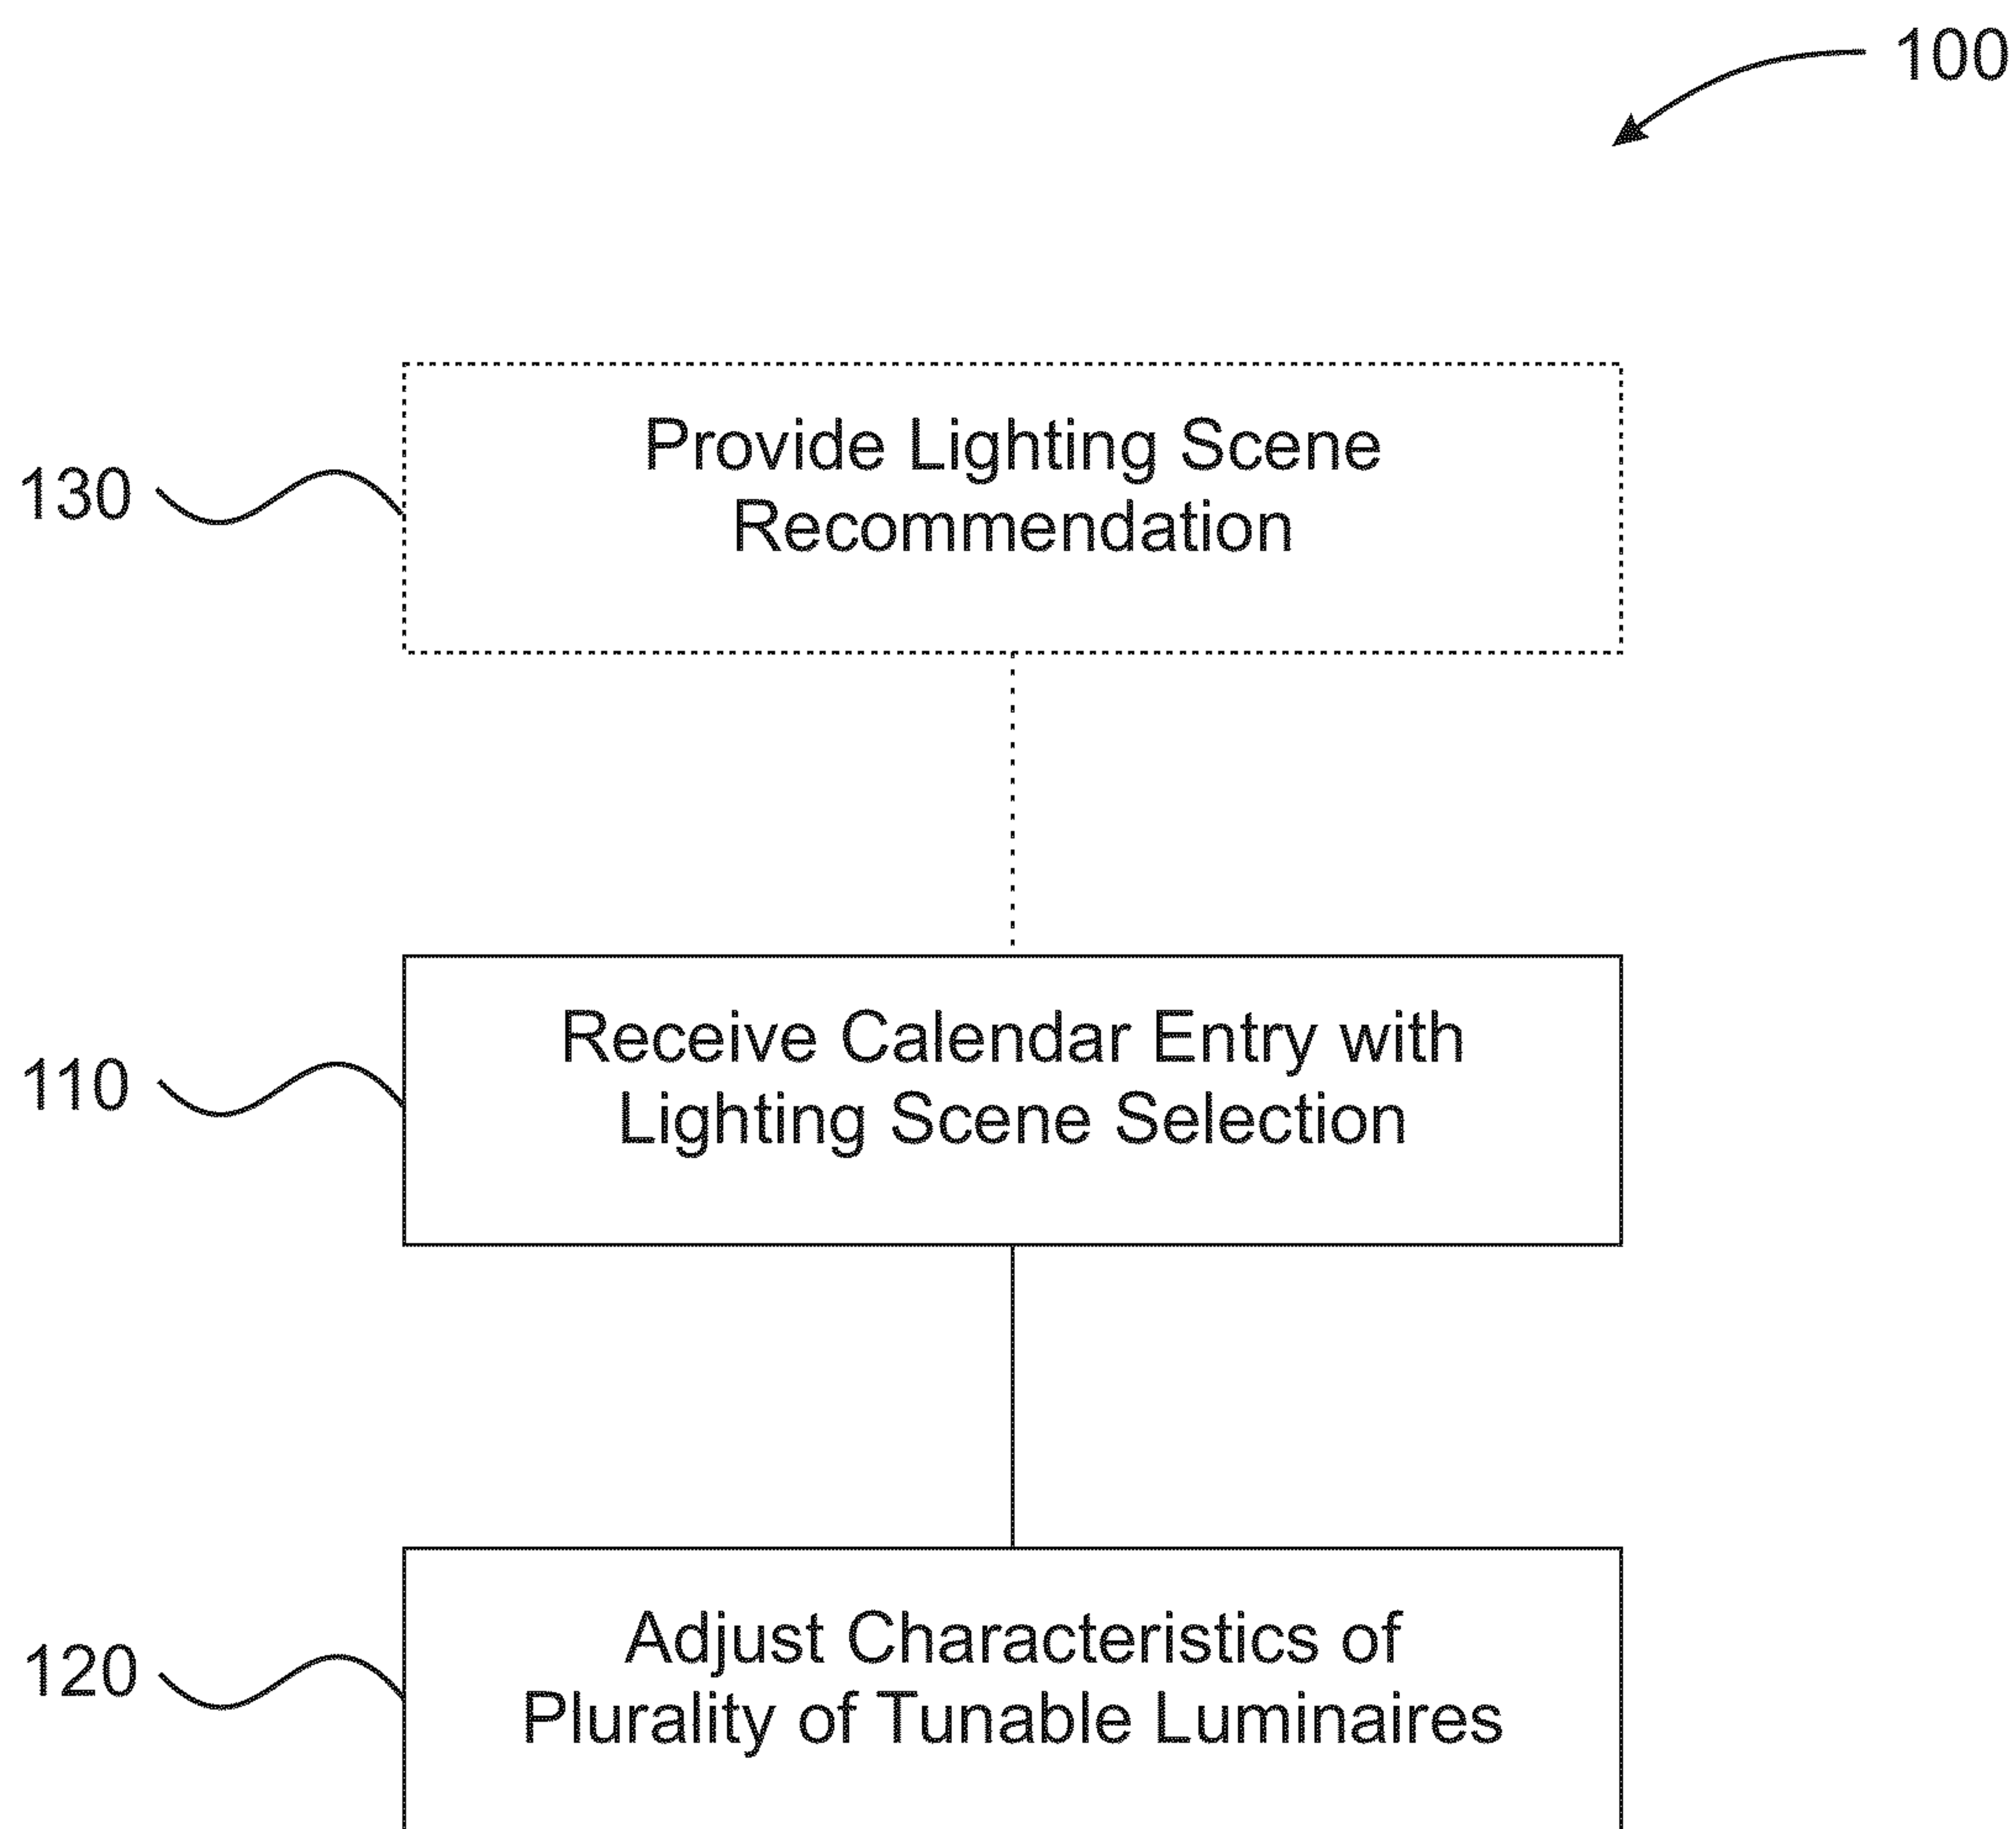 100
Provide Lighting Scene
Recommendation
130
Receive Calendar Entry with
Lighting Scene Selection
110
Adjust Characteristics of
Plurality of Tunable Luminaires
120